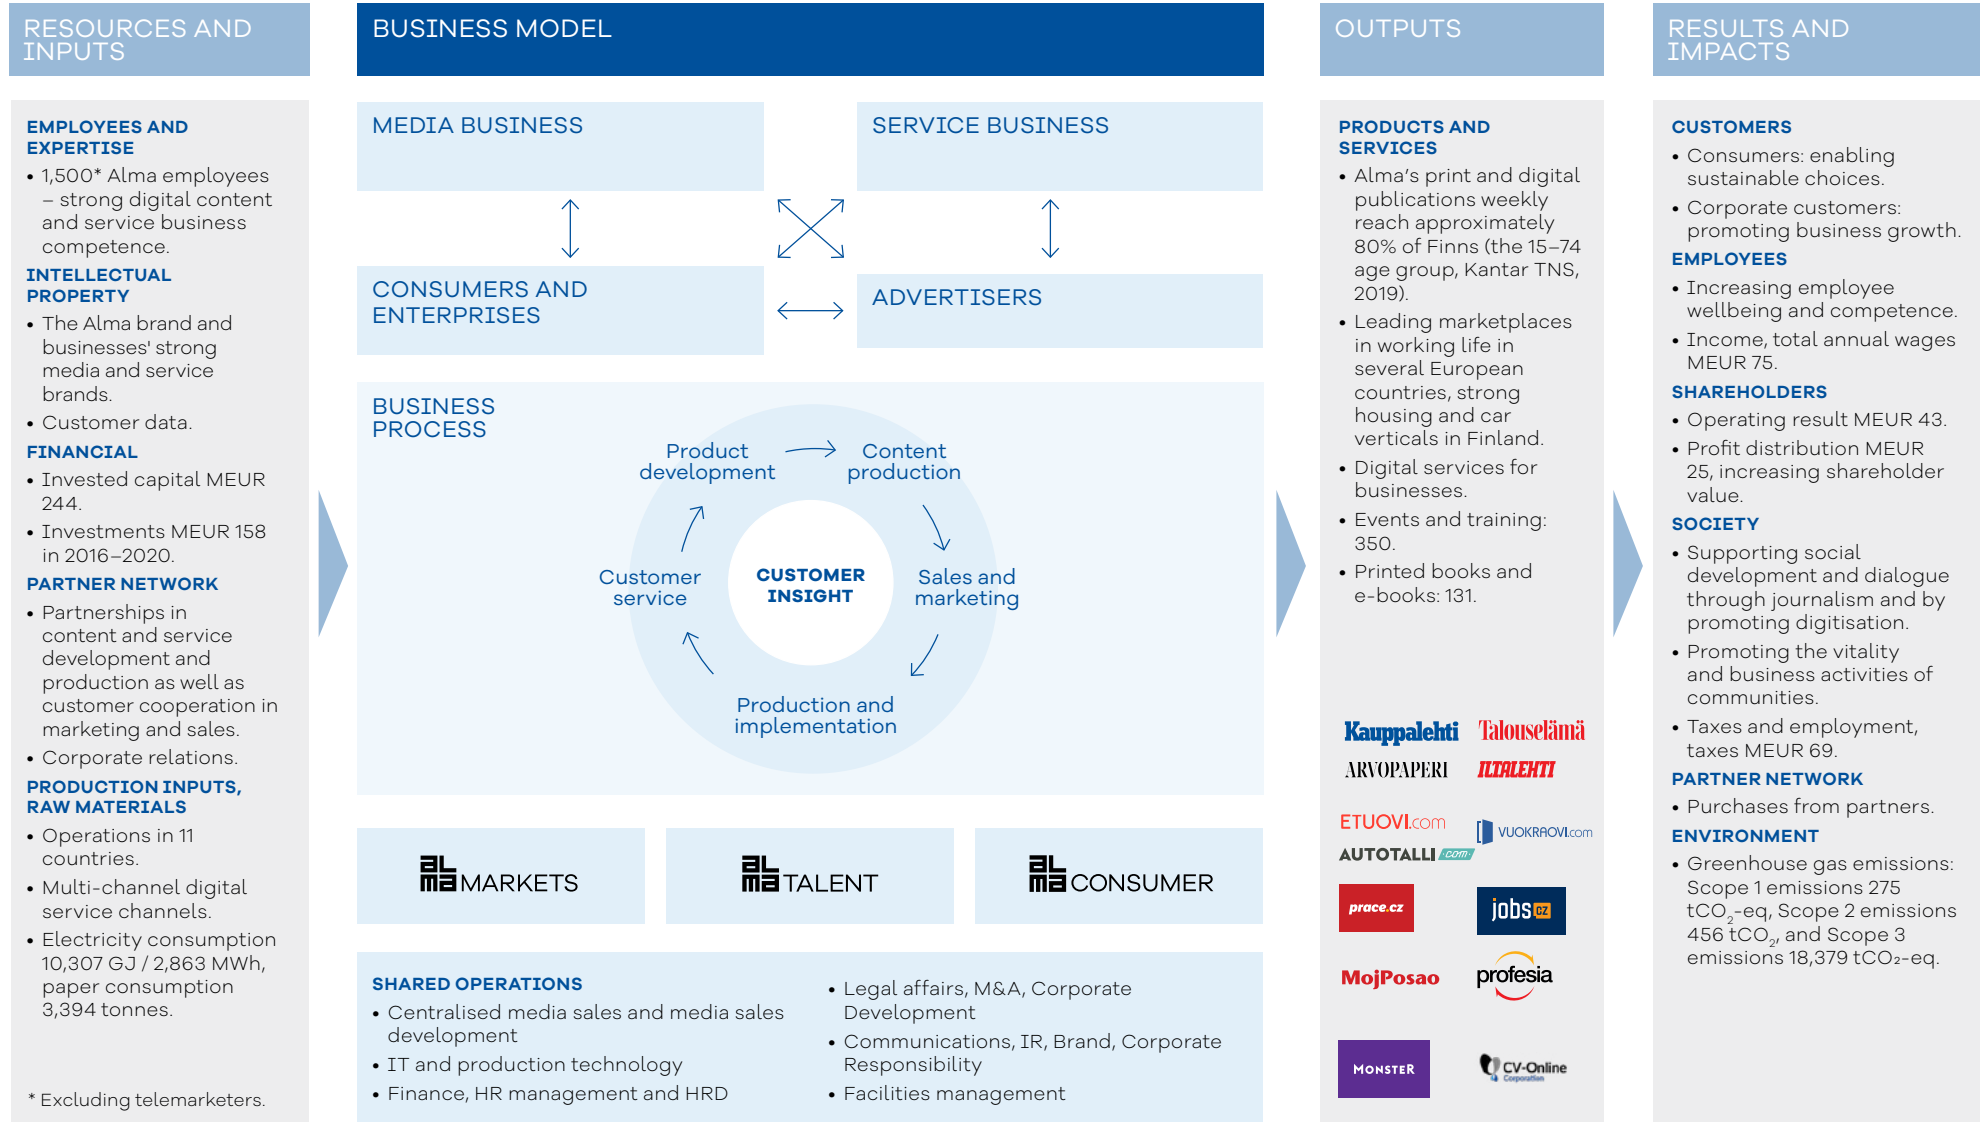 RESOURCES AND
INPUTS
EMPLOYEES AND
EXPERTISE
• 1,500* Alma employees
– strong digital content
and service business
competence.
INTELLECTUAL
PROPERTY
• The Alma brand and
businesses' strong
media and service
brands.
• Customer data.
FINANCIAL
• Invested capital MEUR
244.
• Investments MEUR 158
in 2016–2020.
PARTNER NETWORK
• Partnerships in
content and service
development and
production as well as
customer cooperation in
marketing and sales.
• Corporate relations.
PRODUCTION INPUTS,
RAW MATERIALS
• Operations in 11
countries.
• Multi-channel digital
service channels.
• Electricity consumption
10,307 GJ / 2,863 MWh,
paper consumption
3,394 tonnes.
* Excluding telemarketers.
BUSINESS MODEL
MEDIA BUSINESS
SERVICE BUSINESS
CONSUMERS AND
ENTERPRISES
ADVERTISERS
BUSINESS
PROCESS
Product
development
Content
production
Customer
service
CUSTOMER
INSIGHT
Sales and
marketing
Production and
implementation
ALMA MARKETS
ALMA TALENT
ALMA CONSUMER
SHARED OPERATIONS
• Centralised media sales and media sales
development
• IT and production technology
• Finance, HR management and HRD
• Legal affairs, M&A, Corporate
Development
• Communications, IR, Brand, Corporate
Responsibility
• Facilities management
OUTPUTS
PRODUCTS AND
SERVICES
• Alma's print and digital
publications weekly
reach approximately
80% of Finns (the 15–74
age group, Kantar TNS,
2019).
• Leading marketplaces
in working life in
several European
countries, strong
housing and car
verticals in Finland.
• Digital services for
businesses.
• Events and training:
350.
• Printed books and
e-books: 131.
Kauppalehti
Talouselämä
ARVOPAPERI
ILTALEHTI
ETUOVI.com
VUOKRAOVI.com
AUTOTALLI .com
prace.cz
jobs cz
MojPosao
profesia
MONSTER
CV-Online
Corporation
RESULTS AND
IMPACTS
CUSTOMERS
• Consumers: enabling
sustainable choices.
• Corporate customers:
promoting business growth.
EMPLOYEES
• Increasing employee
wellbeing and competence.
• Income, total annual wages
MEUR 75.
SHAREHOLDERS
• Operating result MEUR 43.
• Profit distribution MEUR
25, increasing shareholder
value.
SOCIETY
• Supporting social
development and dialogue
through journalism and by
promoting digitisation.
• Promoting the vitality
and business activities of
communities.
• Taxes and employment,
taxes MEUR 69.
PARTNER NETWORK
• Purchases from partners.
ENVIRONMENT
• Greenhouse gas emissions:
Scope 1 emissions 275
tCO₂-eq, Scope 2 emissions
456 tCO₂, and Scope 3
emissions 18,379 tCO₂-eq.